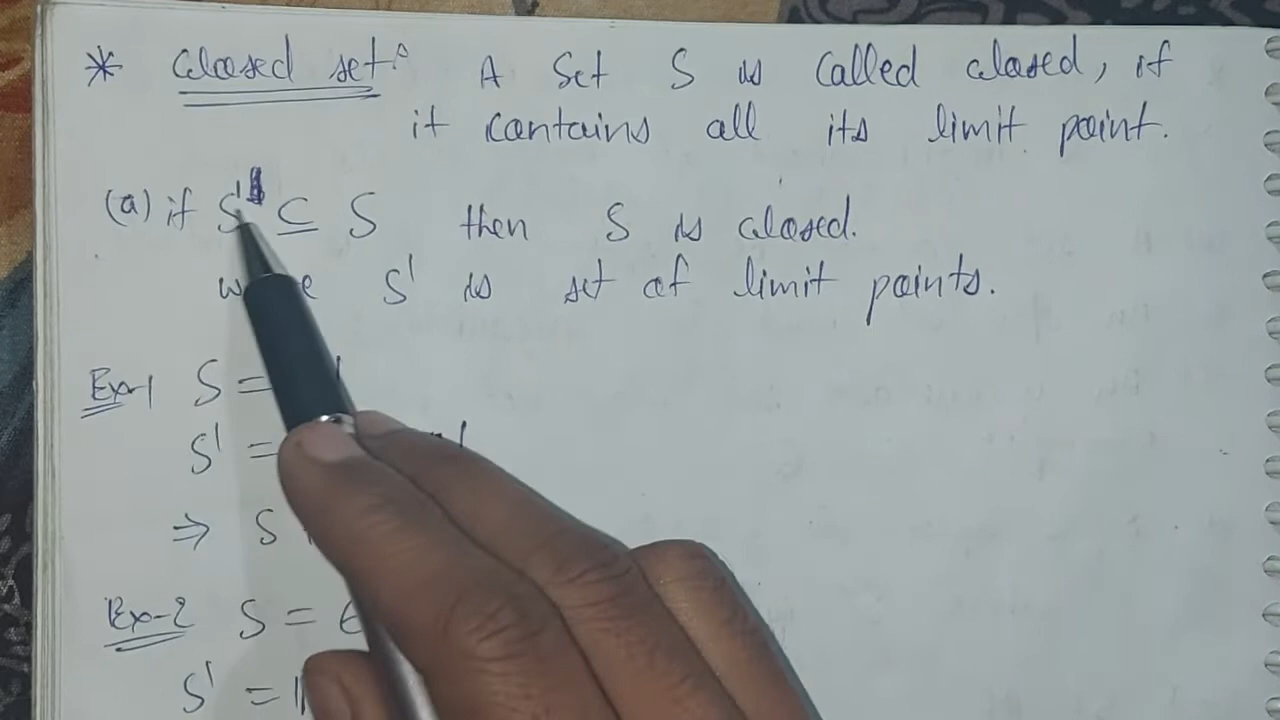 * Closed set: A Set S is called closed, if
it contains all its limit point.
(a) if S' ⊆ S then S is closed.
S' is set of limit points.
Ex-1 S =
S' =
⇒ S
Ex-2 S =
S' =